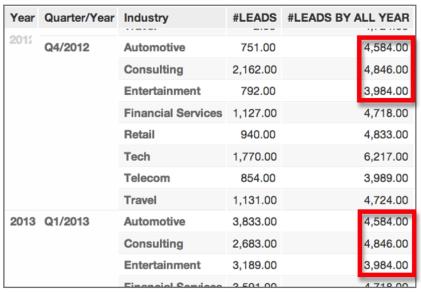 Year Quarter/Year Industry #LEADS #LEADS BY ALL YEAR
2012 Q4/2012 Automotive 751.00 4,584.00
Consulting 2,162.00 4,846.00
Entertainment 792.00 3,984.00
Financial Services 1,127.00 4,718.00
Retail 940.00 4,833.00
Tech 1,770.00 6,217.00
Telecom 854.00 3,989.00
Travel 1,131.00 4,724.00
2013 Q1/2013 Automotive 3,833.00 4,584.00
Consulting 2,683.00 4,846.00
Entertainment 3,189.00 3,984.00
Financial Services 3,591.00 4,718.00